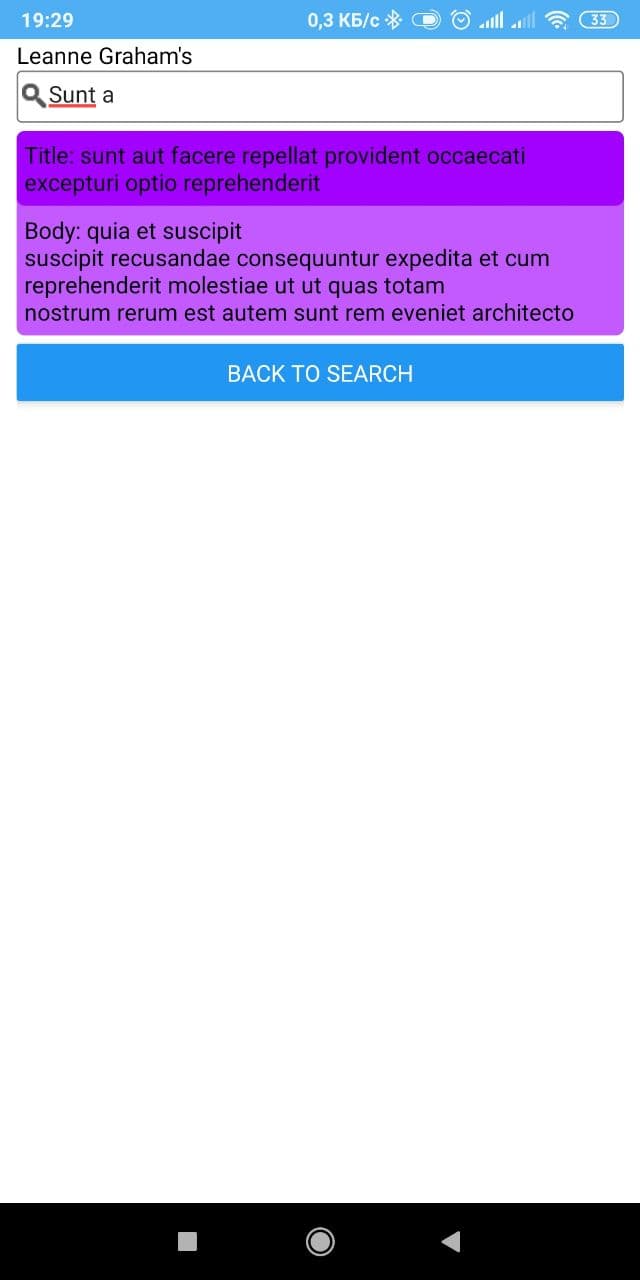 19:29 0,3 КБ/с 33
Leanne Graham's
Sunt a
Title: sunt aut facere repellat provident occaecati
excepturi optio reprehenderit
Body: quia et suscipit
suscipit recusandae consequuntur expedita et cum
reprehenderit molestiae ut ut quas totam
nostrum rerum est autem sunt rem eveniet architecto
BACK TO SEARCH